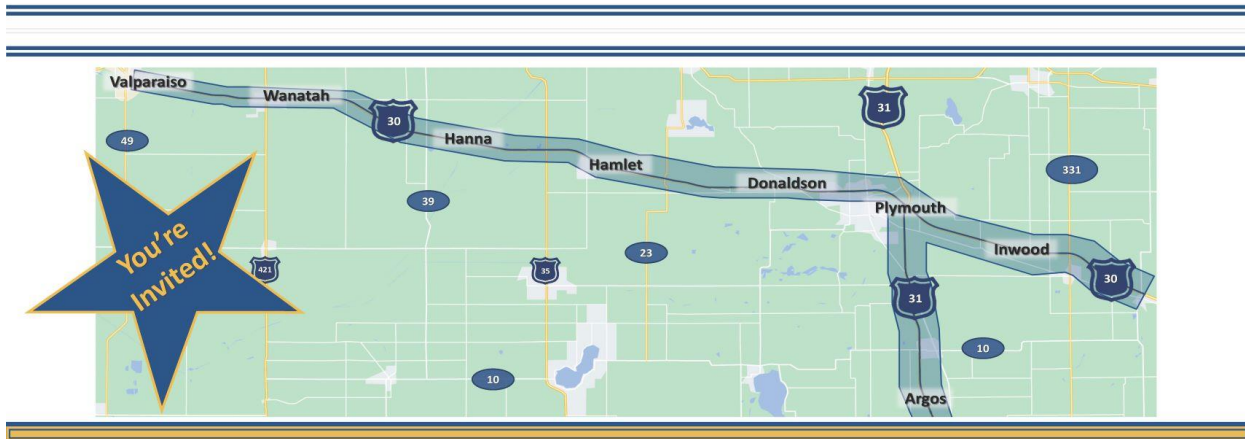 Valparaiso
Wanatah
30
31
49
Hanna
Hamlet
331
Donaldson
39
Plymouth
You're
Invited!
23
Inwood
421
35
30
31
10
10
Argos